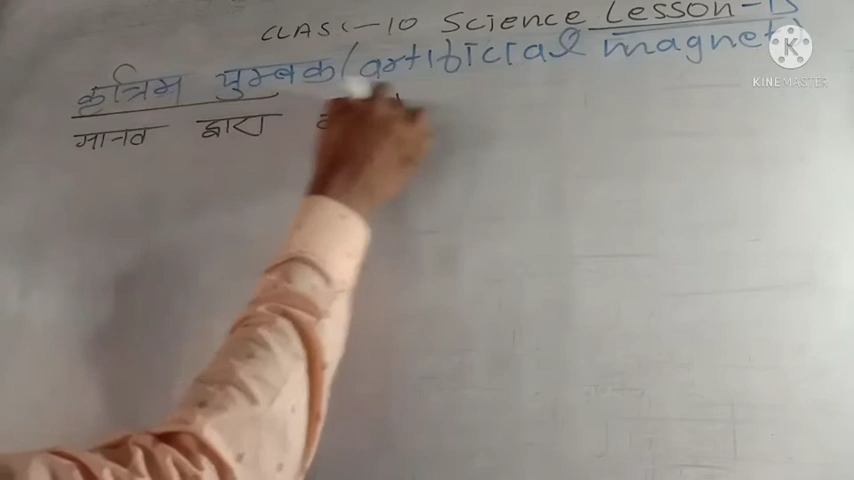 CLASS-10 Science Lesson-13
कृत्रिम चुम्बक/artificial magnet
मानव द्वारा
KINEMASTER